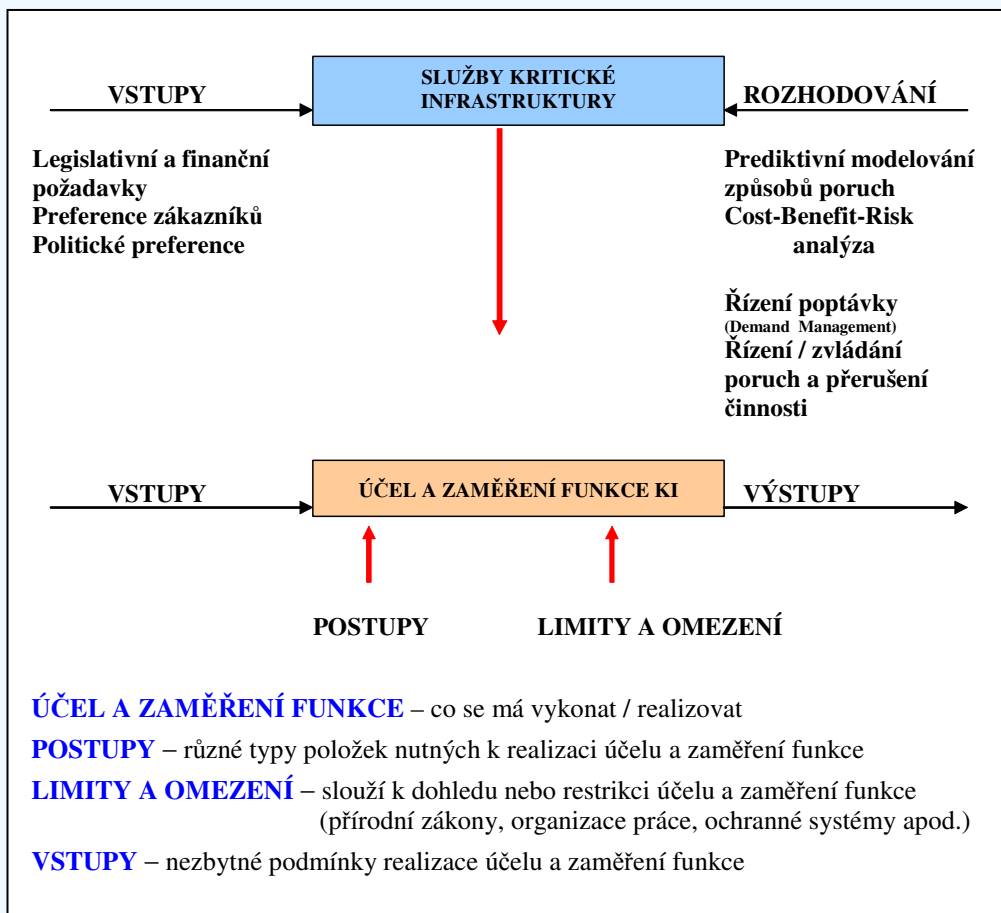 VSTUPY
SLUŽBY KRITICKÉ
INFRASTRUKTURY
ROZHODOVÁNÍ
Legislativní a finanční
požadavky
Preference zákazníků
Politické preference
Prediktivní modelování
způsobů poruch
Cost-Benefit-Risk
analýza
Řízení poptávky
(Demand Management)
Řízení / zvládání
poruch a přerušení
činnosti
VSTUPY
ÚČEL A ZAMĚŘENÍ FUNKCE KI
VÝSTUPY
POSTUPY
LIMITY A OMEZENÍ
ÚČEL A ZAMĚŘENÍ FUNKCE – co se má vykonat / realizovat
POSTUPY – různé typy položek nutných k realizaci účelu a zaměření funkce
LIMITY A OMEZENÍ – slouží k dohledu nebo restrikci účelu a zaměření funkce
(přírodní zákony, organizace práce, ochranné systémy apod.)
VSTUPY – nezbytné podmínky realizace účelu a zaměření funkce